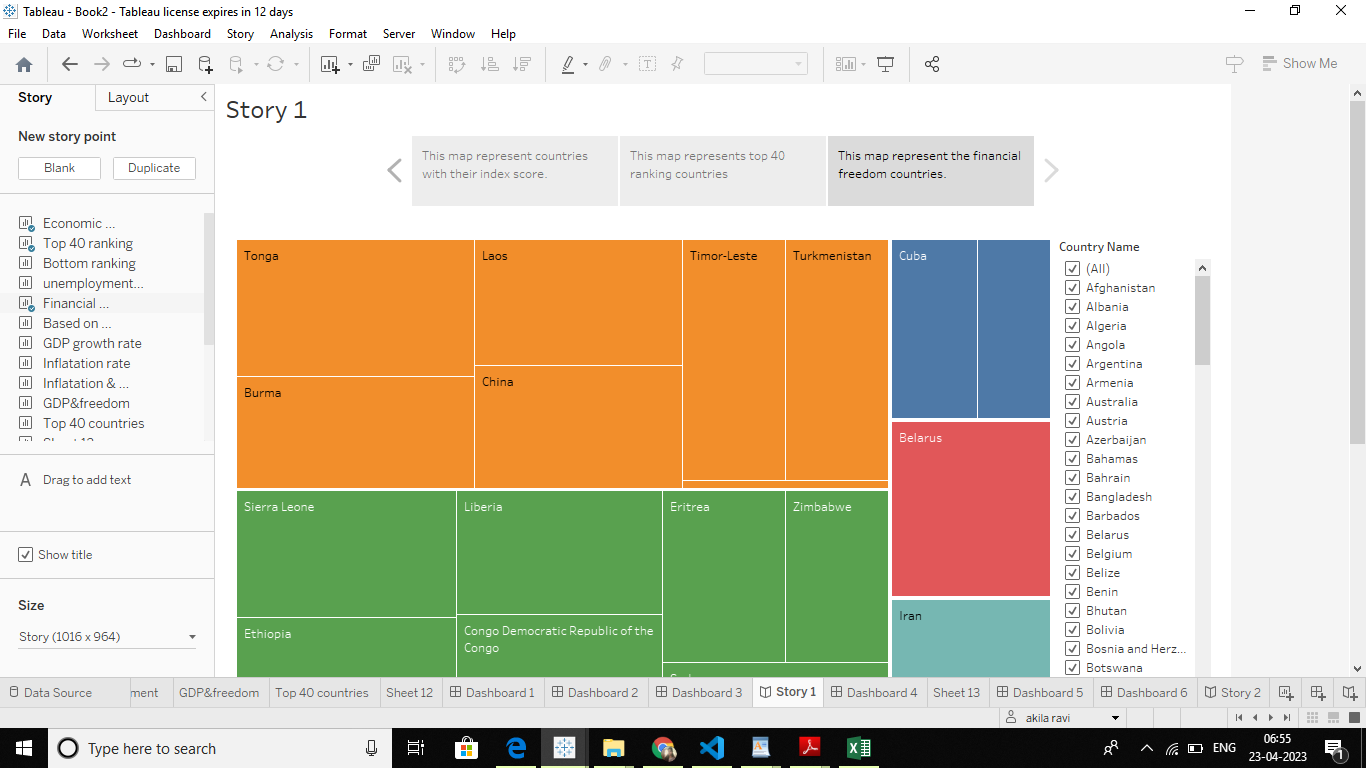 Tableau - Book2 - Tableau license expires in 12 days
File Data Worksheet Dashboard Story Analysis Format Server Window Help
Show Me
Story Layout
New story point
Blank Duplicate
Economic ...
Top 40 ranking
Bottom ranking
unemployment...
Financial ...
Based on ...
GDP growth rate
Inflatation rate
Inflatation & ...
GDP&freedom
Top 40 countries
A Drag to add text
Show title
Size
Story (1016 x 964)
Story 1
This map represent countries
with their index score.
This map represents top 40
ranking countries
This map represent the financial
freedom countries.
Tonga
Laos
Timor-Leste
Turkmenistan
Cuba
Burma
China
Belarus
Sierra Leone
Liberia
Eritrea
Zimbabwe
Iran
Ethiopia
Congo Democratic Republic of the
Congo
Country Name
(All)
Afghanistan
Albania
Algeria
Angola
Argentina
Armenia
Australia
Austria
Azerbaijan
Bahamas
Bahrain
Bangladesh
Barbados
Belarus
Belgium
Belize
Benin
Bhutan
Bolivia
Bosnia and Herz...
Botswana
Data Source ment GDP&freedom Top 40 countries Sheet 12 Dashboard 1 Dashboard 2 Dashboard 3 Story 1 Dashboard 4 Sheet 13 Dashboard 5 Dashboard 6 Story 2
akila ravi
Type here to search
ENG
06:55
23-04-2023
1